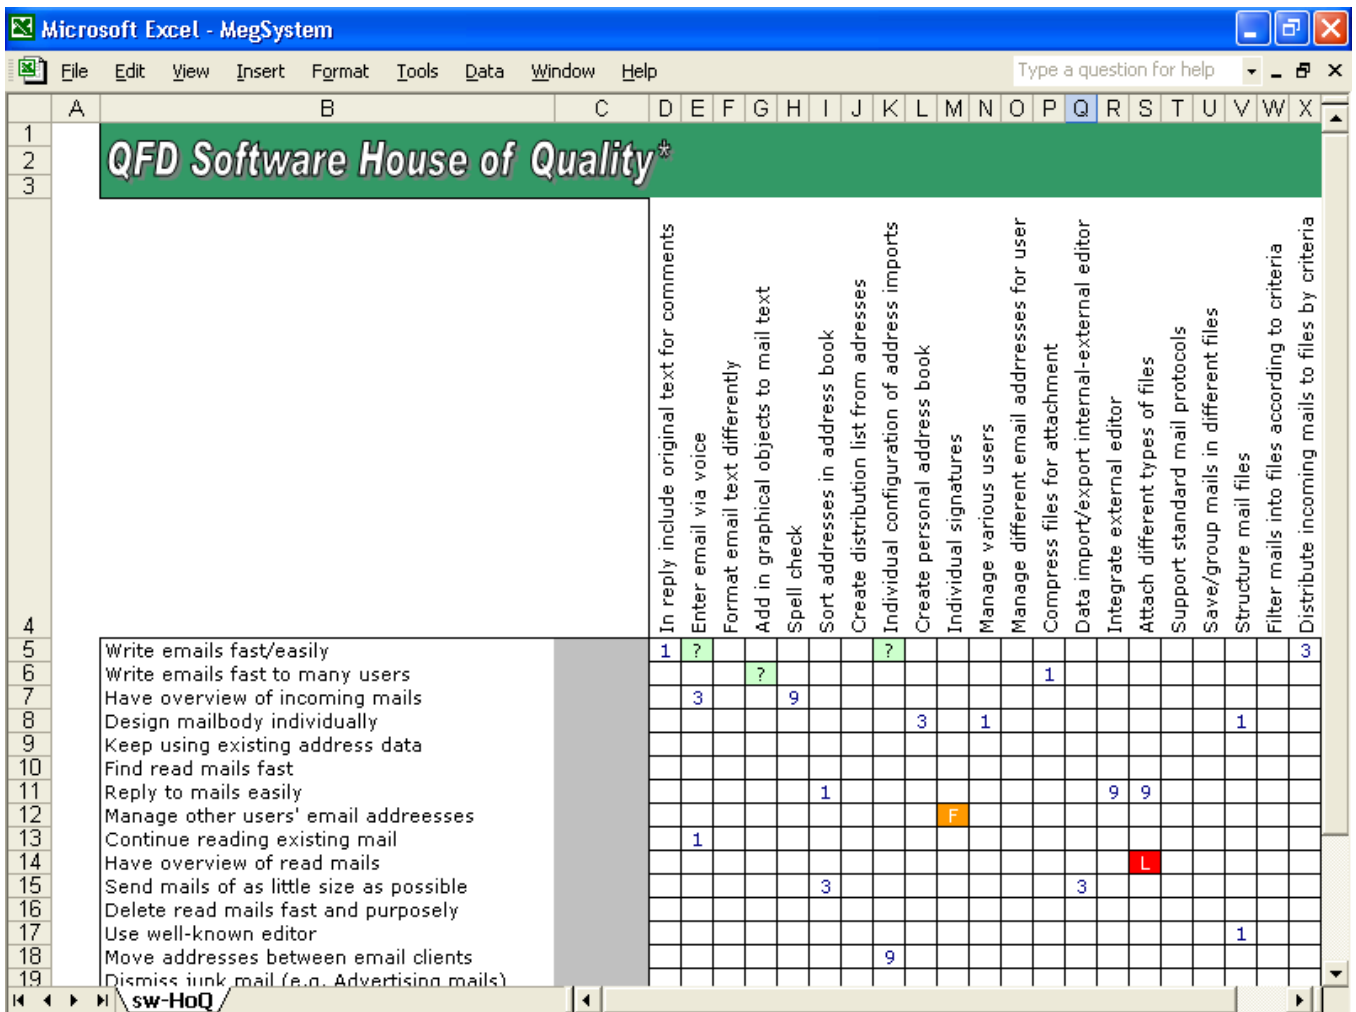 Microsoft Excel - MegSystem
File Edit View Insert Format Tools Data Window Help Type a question for help
A B C D E F G H I J K L M N O P Q R S T U V W X
1
2 QFD Software House of Quality*
3
In reply include original text for comments
Enter email via voice
Format email text differently
Add in graphical objects to mail text
Spell check
Sort addresses in address book
Create distribution list from adresses
Individual configuration of address imports
Create personal address book
Individual signatures
Manage various users
Manage different email addrresses for user
Compress files for attachment
Data import/export internal-external editor
Integrate external editor
Attach different types of files
Support standard mail protocols
Save/group mails in different files
Structure mail files
Filter mails into files according to criteria
Distribute incoming mails to files by criteria
4
5 Write emails fast/easily 1 ? ? 3
6 Write emails fast to many users ? 1
7 Have overview of incoming mails 3 9
8 Design mailbody individually 3 1 1
9 Keep using existing address data
10 Find read mails fast
11 Reply to mails easily 1 9 9
12 Manage other users' email addreesses F
13 Continue reading existing mail 1
14 Have overview of read mails L
15 Send mails of as little size as possible 3 3
16 Delete read mails fast and purposely
17 Use well-known editor 1
18 Move addresses between email clients 9
19 Dismiss junk mail (e.g. Advertising mails)
sw-HoQ